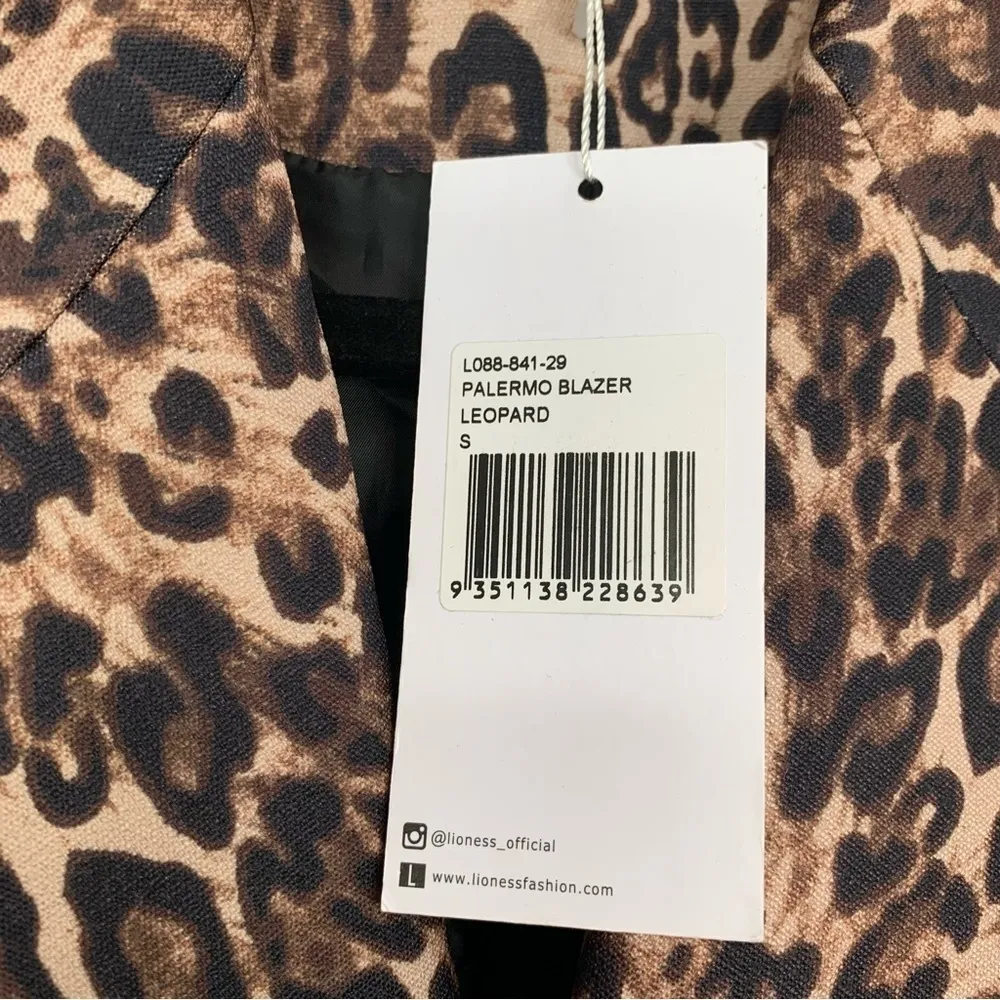 L088-841-29
PALERMO BLAZER
LEOPARD
S
9 351138 228639
@lioness_official
L www.lionessfashion.com